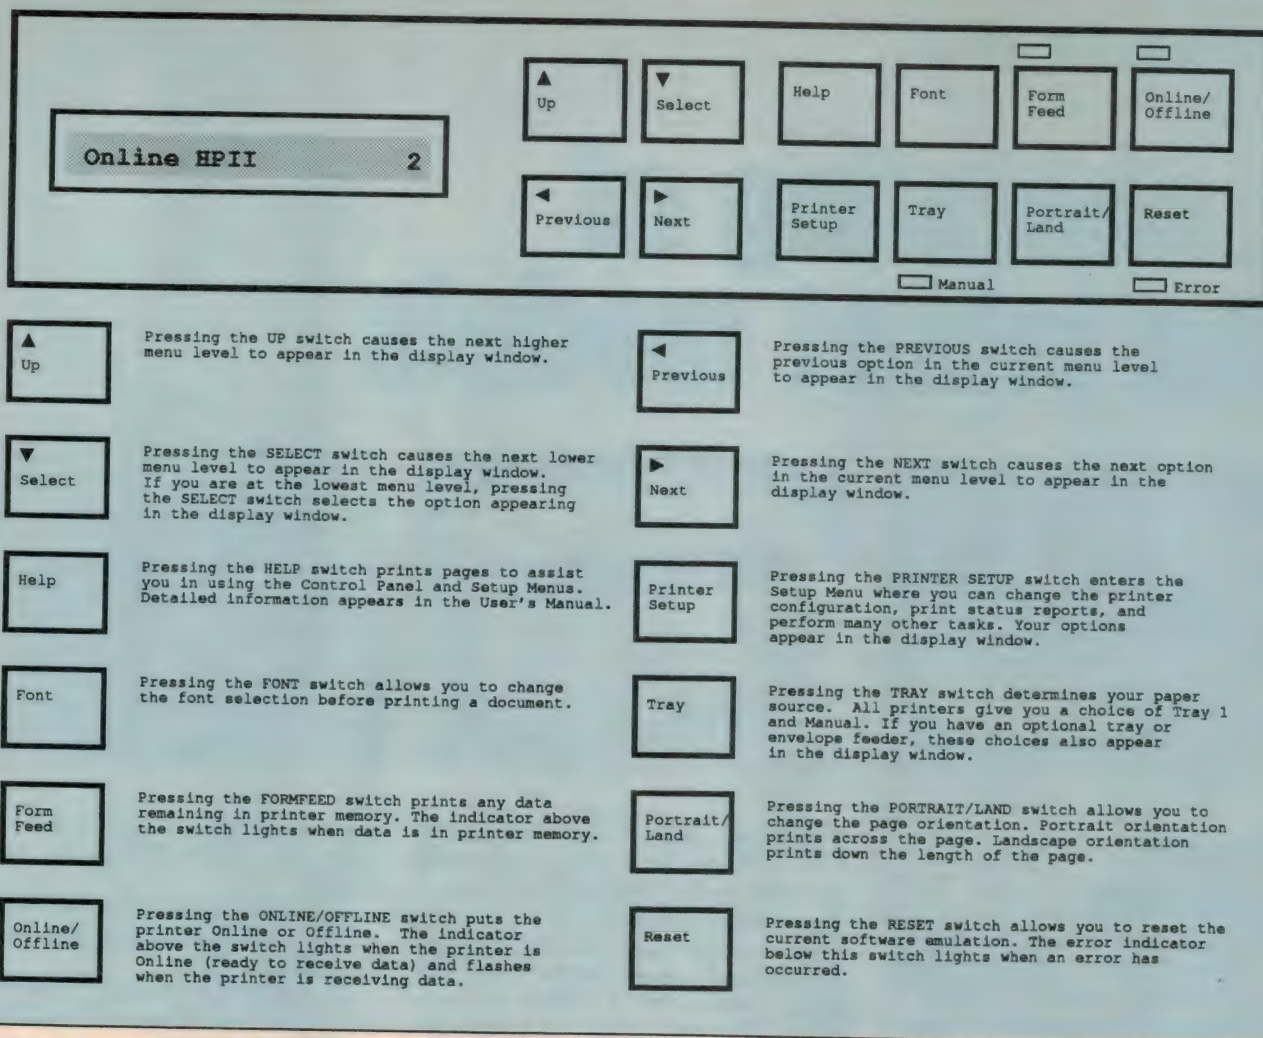 ▲
Up
▼
Select
Help
Font
Form
Feed
Online/
Offline
Online HPII 2
◀
Previous
▶
Next
Printer
Setup
Tray
Portrait/
Land
Reset
Manual
Error
▲
Up
Pressing the UP switch causes the next higher
menu level to appear in the display window.
◀
Previous
Pressing the PREVIOUS switch causes the
previous option in the current menu level
to appear in the display window.
▼
Select
Pressing the SELECT switch causes the next lower
menu level to appear in the display window.
If you are at the lowest menu level, pressing
the SELECT switch selects the option appearing
in the display window.
▶
Next
Pressing the NEXT switch causes the next option
in the current menu level to appear in the
display window.
Help
Pressing the HELP switch prints pages to assist
you in using the Control Panel and Setup Menus.
Detailed information appears in the User's Manual.
Printer
Setup
Pressing the PRINTER SETUP switch enters the
Setup Menu where you can change the printer
configuration, print status reports, and
perform many other tasks. Your options
appear in the display window.
Font
Pressing the FONT switch allows you to change
the font selection before printing a document.
Tray
Pressing the TRAY switch determines your paper
source. All printers give you a choice of Tray 1
and Manual. If you have an optional tray or
envelope feeder, these choices also appear
in the display window.
Form
Feed
Pressing the FORMFEED switch prints any data
remaining in printer memory. The indicator above
the switch lights when data is in printer memory.
Portrait/
Land
Pressing the PORTRAIT/LAND switch allows you to
change the page orientation. Portrait orientation
prints across the page. Landscape orientation
prints down the length of the page.
Online/
Offline
Pressing the ONLINE/OFFLINE switch puts the
printer Online or Offline. The indicator
above the switch lights when the printer is
Online (ready to receive data) and flashes
when the printer is receiving data.
Reset
Pressing the RESET switch allows you to reset the
current software emulation. The error indicator
below this switch lights when an error has
occurred.